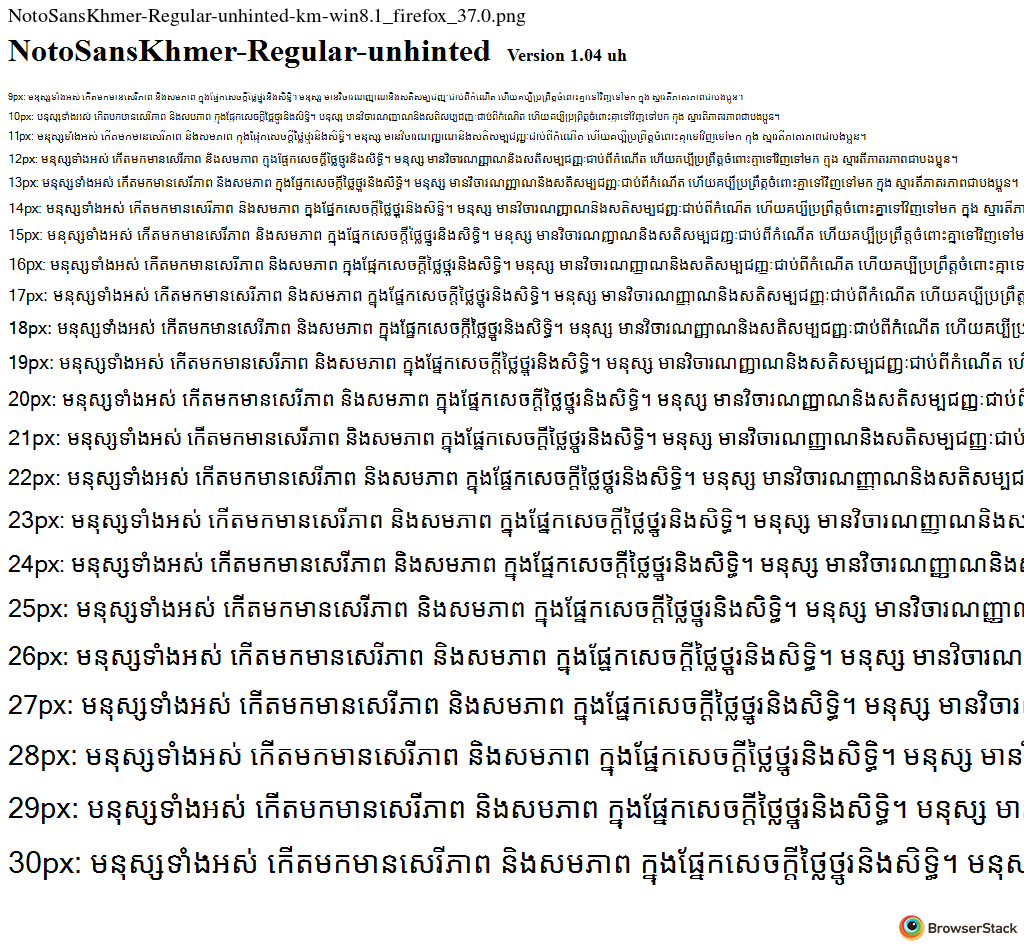 NotoSansKhmer-Regular-unhinted-km-win8.1_firefox_37.0.png
NotoSansKhmer-Regular-unhinted Version 1.04 uh
9px: មនុស្សទាំងអស់ កើតមកមានសេរីភាព និងសមភាព ក្នុងផ្នែកសេចក្ដីថ្លៃថ្នូរនិងសិទ្ធិ។ មនុស្ស មានវិចារណញ្ញាណនិងសតិសម្បជញ្ញៈជាប់ពីកំណើត ហើយគប្បីប្រព្រឹត្តចំពោះគ្នាទៅវិញទៅមក ក្នុង ស្មារតីភាតរភាពជាបងប្អូន។
10px: មនុស្សទាំងអស់ កើតមកមានសេរីភាព និងសមភាព ក្នុងផ្នែកសេចក្ដីថ្លៃថ្នូរនិងសិទ្ធិ។ មនុស្ស មានវិចារណញ្ញាណនិងសតិសម្បជញ្ញៈជាប់ពីកំណើត ហើយគប្បីប្រព្រឹត្តចំពោះគ្នាទៅវិញទៅមក ក្នុង ស្មារតីភាតរភាពជាបងប្អូន។
11px: មនុស្សទាំងអស់ កើតមកមានសេរីភាព និងសមភាព ក្នុងផ្នែកសេចក្ដីថ្លៃថ្នូរនិងសិទ្ធិ។ មនុស្ស មានវិចារណញ្ញាណនិងសតិសម្បជញ្ញៈជាប់ពីកំណើត ហើយគប្បីប្រព្រឹត្តចំពោះគ្នាទៅវិញទៅមក ក្នុង ស្មារតីភាតរភាពជាបងប្អូន។
12px: មនុស្សទាំងអស់ កើតមកមានសេរីភាព និងសមភាព ក្នុងផ្នែកសេចក្ដីថ្លៃថ្នូរនិងសិទ្ធិ។ មនុស្ស មានវិចារណញ្ញាណនិងសតិសម្បជញ្ញៈជាប់ពីកំណើត ហើយគប្បីប្រព្រឹត្តចំពោះគ្នាទៅវិញទៅមក ក្នុង ស្មារតីភាតរភាពជាបងប្អូន។
13px: មនុស្សទាំងអស់ កើតមកមានសេរីភាព និងសមភាព ក្នុងផ្នែកសេចក្ដីថ្លៃថ្នូរនិងសិទ្ធិ។ មនុស្ស មានវិចារណញ្ញាណនិងសតិសម្បជញ្ញៈជាប់ពីកំណើត ហើយគប្បីប្រព្រឹត្តចំពោះគ្នាទៅវិញទៅមក ក្នុង ស្មារតីភាតរភាពជាបងប្អូន។
14px: មនុស្សទាំងអស់ កើតមកមានសេរីភាព និងសមភាព ក្នុងផ្នែកសេចក្ដីថ្លៃថ្នូរនិងសិទ្ធិ។ មនុស្ស មានវិចារណញ្ញាណនិងសតិសម្បជញ្ញៈជាប់ពីកំណើត ហើយគប្បីប្រព្រឹត្តចំពោះគ្នាទៅវិញទៅមក ក្នុង ស្មារតីភា
15px: មនុស្សទាំងអស់ កើតមកមានសេរីភាព និងសមភាព ក្នុងផ្នែកសេចក្ដីថ្លៃថ្នូរនិងសិទ្ធិ។ មនុស្ស មានវិចារណញ្ញាណនិងសតិសម្បជញ្ញៈជាប់ពីកំណើត ហើយគប្បីប្រព្រឹត្តចំពោះគ្នាទៅវិញទៅម
16px: មនុស្សទាំងអស់ កើតមកមានសេរីភាព និងសមភាព ក្នុងផ្នែកសេចក្ដីថ្លៃថ្នូរនិងសិទ្ធិ។ មនុស្ស មានវិចារណញ្ញាណនិងសតិសម្បជញ្ញៈជាប់ពីកំណើត ហើយគប្បីប្រព្រឹត្តចំពោះគ្នាទេ
17px: មនុស្សទាំងអស់ កើតមកមានសេរីភាព និងសមភាព ក្នុងផ្នែកសេចក្ដីថ្លៃថ្នូរនិងសិទ្ធិ។ មនុស្ស មានវិចារណញ្ញាណនិងសតិសម្បជញ្ញៈជាប់ពីកំណើត ហើយគប្បីប្រព្រឹត្ត
18px: មនុស្សទាំងអស់ កើតមកមានសេរីភាព និងសមភាព ក្នុងផ្នែកសេចក្ដីថ្លៃថ្នូរនិងសិទ្ធិ។ មនុស្ស មានវិចារណញ្ញាណនិងសតិសម្បជញ្ញៈជាប់ពីកំណើត ហើយគប្បីប្រ
19px: មនុស្សទាំងអស់ កើតមកមានសេរីភាព និងសមភាព ក្នុងផ្នែកសេចក្ដីថ្លៃថ្នូរនិងសិទ្ធិ។ មនុស្ស មានវិចារណញ្ញាណនិងសតិសម្បជញ្ញៈជាប់ពីកំណើត ហើ
20px: មនុស្សទាំងអស់ កើតមកមានសេរីភាព និងសមភាព ក្នុងផ្នែកសេចក្ដីថ្លៃថ្នូរនិងសិទ្ធិ។ មនុស្ស មានវិចារណញ្ញាណនិងសតិសម្បជញ្ញៈជាប់ពី
21px: មនុស្សទាំងអស់ កើតមកមានសេរីភាព និងសមភាព ក្នុងផ្នែកសេចក្ដីថ្លៃថ្នូរនិងសិទ្ធិ។ មនុស្ស មានវិចារណញ្ញាណនិងសតិសម្បជញ្ញៈជាប់
22px: មនុស្សទាំងអស់ កើតមកមានសេរីភាព និងសមភាព ក្នុងផ្នែកសេចក្ដីថ្លៃថ្នូរនិងសិទ្ធិ។ មនុស្ស មានវិចារណញ្ញាណនិងសតិសម្បជ
23px: មនុស្សទាំងអស់ កើតមកមានសេរីភាព និងសមភាព ក្នុងផ្នែកសេចក្ដីថ្លៃថ្នូរនិងសិទ្ធិ។ មនុស្ស មានវិចារណញ្ញាណនិងស
24px: មនុស្សទាំងអស់ កើតមកមានសេរីភាព និងសមភាព ក្នុងផ្នែកសេចក្ដីថ្លៃថ្នូរនិងសិទ្ធិ។ មនុស្ស មានវិចារណញ្ញាណនិងស
25px: មនុស្សទាំងអស់ កើតមកមានសេរីភាព និងសមភាព ក្នុងផ្នែកសេចក្ដីថ្លៃថ្នូរនិងសិទ្ធិ។ មនុស្ស មានវិចារណញ្ញាណ
26px: មនុស្សទាំងអស់ កើតមកមានសេរីភាព និងសមភាព ក្នុងផ្នែកសេចក្ដីថ្លៃថ្នូរនិងសិទ្ធិ។ មនុស្ស មានវិចារណ
27px: មនុស្សទាំងអស់ កើតមកមានសេរីភាព និងសមភាព ក្នុងផ្នែកសេចក្ដីថ្លៃថ្នូរនិងសិទ្ធិ។ មនុស្ស មានវិចារ
28px: មនុស្សទាំងអស់ កើតមកមានសេរីភាព និងសមភាព ក្នុងផ្នែកសេចក្ដីថ្លៃថ្នូរនិងសិទ្ធិ។ មនុស្ស មាន
29px: មនុស្សទាំងអស់ កើតមកមានសេរីភាព និងសមភាព ក្នុងផ្នែកសេចក្ដីថ្លៃថ្នូរនិងសិទ្ធិ។ មនុស្ស មា
30px: មនុស្សទាំងអស់ កើតមកមានសេរីភាព និងសមភាព ក្នុងផ្នែកសេចក្ដីថ្លៃថ្នូរនិងសិទ្ធិ។ មនុស
BrowserStack